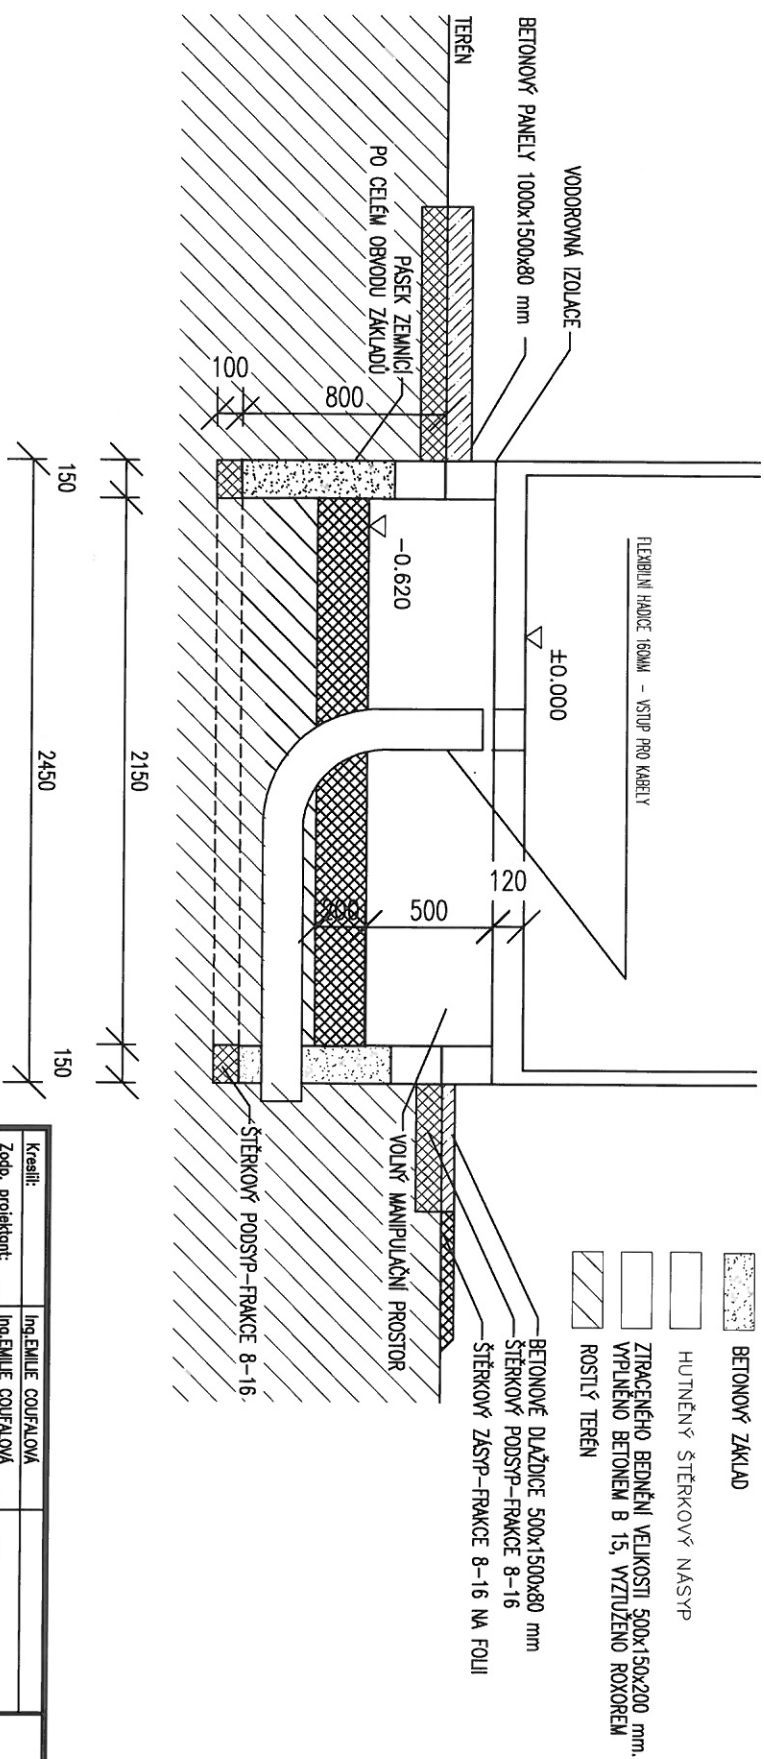 TERÉN
BETONOVÝ PANELY 1000x1500x80 mm
VODOROVNÁ IZOLACE
PÁSEK ZEMNÍCÍ
PO CELÉM OBVODU ZÁKLADŮ
100
800
-0.620
±0.000
FLEXIBILNÍ HADICE 160MM - VSTUP PRO KABELY
120
500
200
150
2150
150
2450
VOLNÝ MANIPULAČNÍ PROSTOR
ŠTĚRKOVÝ PODSYP-FRAKCE 8-16
BETONOVÉ DLAŽDICE 500x1500x80 mm
ŠTĚRKOVÝ PODSYP-FRAKCE 8-16
ŠTĚRKOVÝ ZÁSYP-FRAKCE 8-16 NA FOLII
BETONOVÝ ZÁKLAD
HUTNĚNÝ ŠTĚRKOVÝ NÁSYP
ZTRACENÉHO BEDNĚNÍ VELIKOSTI 500x150x200 mm.
VYPLNĚNO BETONEM B 15, VYZTUŽENO ROXOREM
ROSTLÝ TERÉN
Kreslil: Ing.EMILIE COUFALOVÁ
Zodp. projektant: Ing.EMILIE COUFALOVÁ